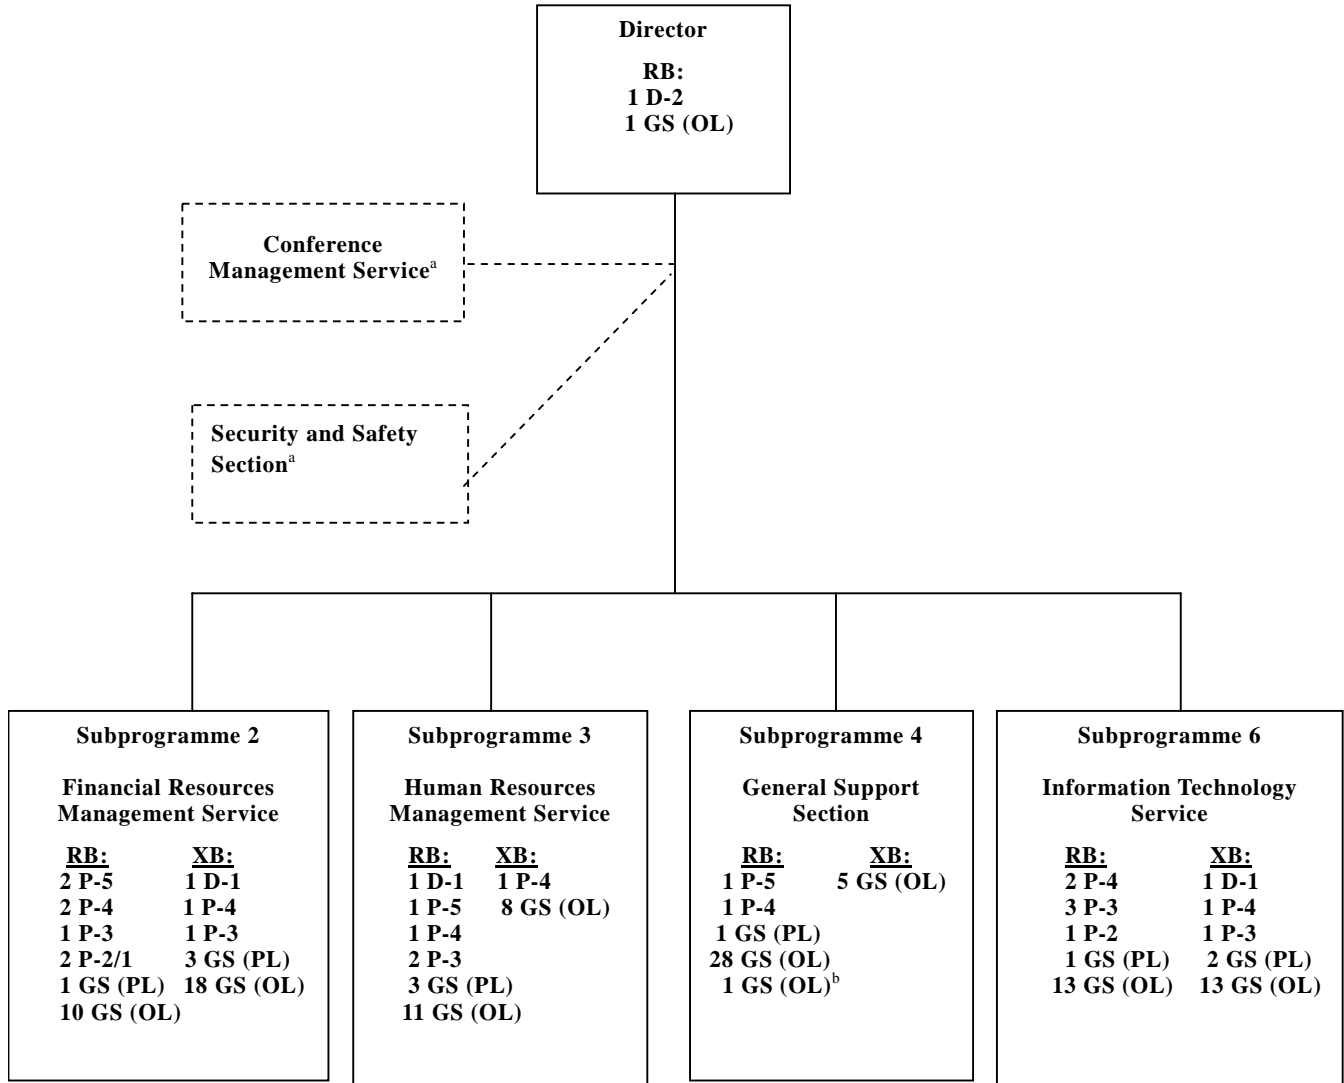 Director
RB:
1 D-2
1 GS (OL)
Conference
Management Serviceᵃ
Security and Safety
Sectionᵃ
Subprogramme 2
Financial Resources
Management Service
RB: XB:
2 P-5 1 D-1
2 P-4 1 P-4
1 P-3 1 P-3
2 P-2/1 3 GS (PL)
1 GS (PL) 18 GS (OL)
10 GS (OL)
Subprogramme 3
Human Resources
Management Service
RB: XB:
1 D-1 1 P-4
1 P-5 8 GS (OL)
1 P-4
2 P-3
3 GS (PL)
11 GS (OL)
Subprogramme 4
General Support
Section
RB: XB:
1 P-5 5 GS (OL)
1 P-4
1 GS (PL)
28 GS (OL)
1 GS (OL)ᵇ
Subprogramme 6
Information Technology
Service
RB: XB:
2 P-4 1 D-1
3 P-3 1 P-4
1 P-2 1 P-3
1 GS (PL) 2 GS (PL)
13 GS (OL) 13 GS (OL)